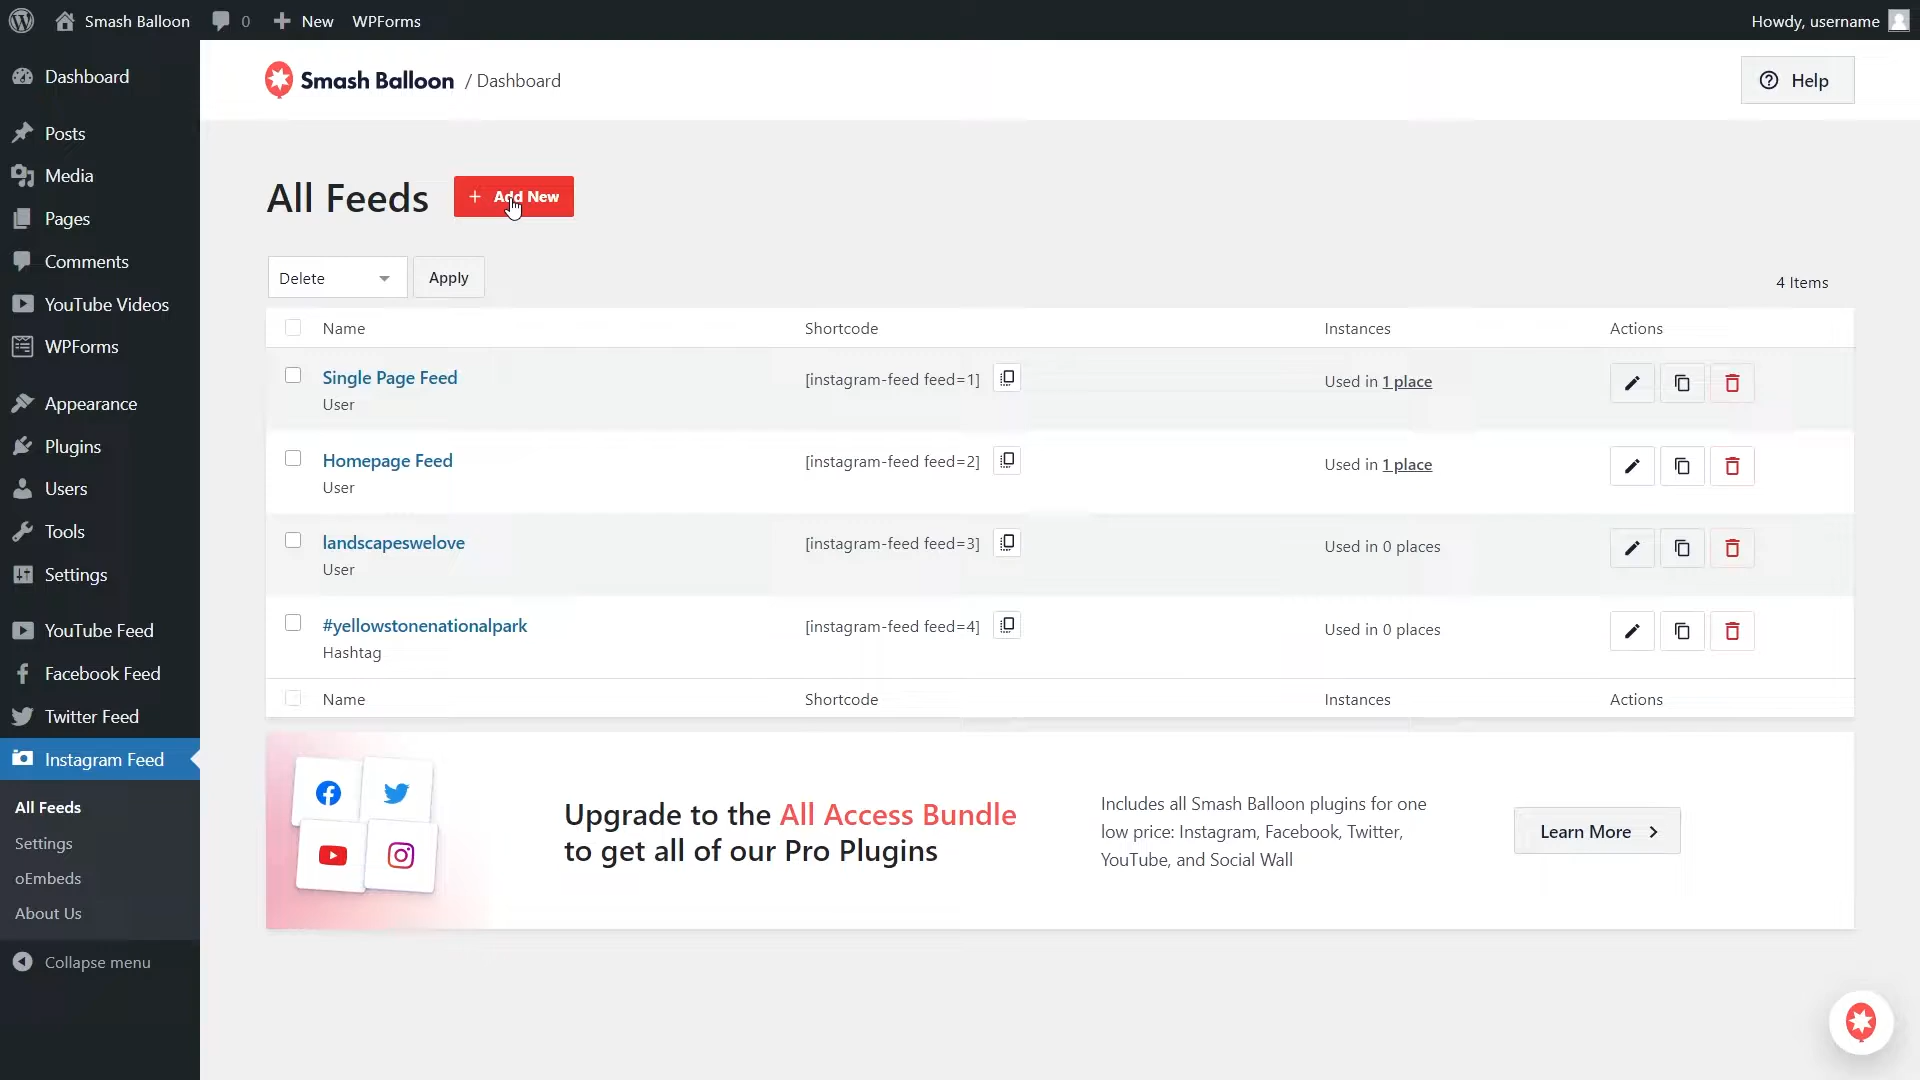 Smash Balloon 0 New WPForms Howdy, username
Dashboard
Posts
Media
Pages
Comments
YouTube Videos
WPForms
Appearance
Plugins
Users
Tools
Settings
YouTube Feed
Facebook Feed
Twitter Feed
Instagram Feed
All Feeds
Settings
oEmbeds
About Us
Collapse menu
Smash Balloon / Dashboard
Help
All Feeds
+ Add New
Delete
Apply
4 Items
Name Shortcode Instances Actions
Single Page Feed [instagram-feed feed=1] Used in 1 place
User
Homepage Feed [instagram-feed feed=2] Used in 1 place
User
landscapeswelove [instagram-feed feed=3] Used in 0 places
User
#yellowstonenationalpark [instagram-feed feed=4] Used in 0 places
Hashtag
Name Shortcode Instances Actions
Upgrade to the All Access Bundle
to get all of our Pro Plugins
Includes all Smash Balloon plugins for one
low price: Instagram, Facebook, Twitter,
YouTube, and Social Wall
Learn More